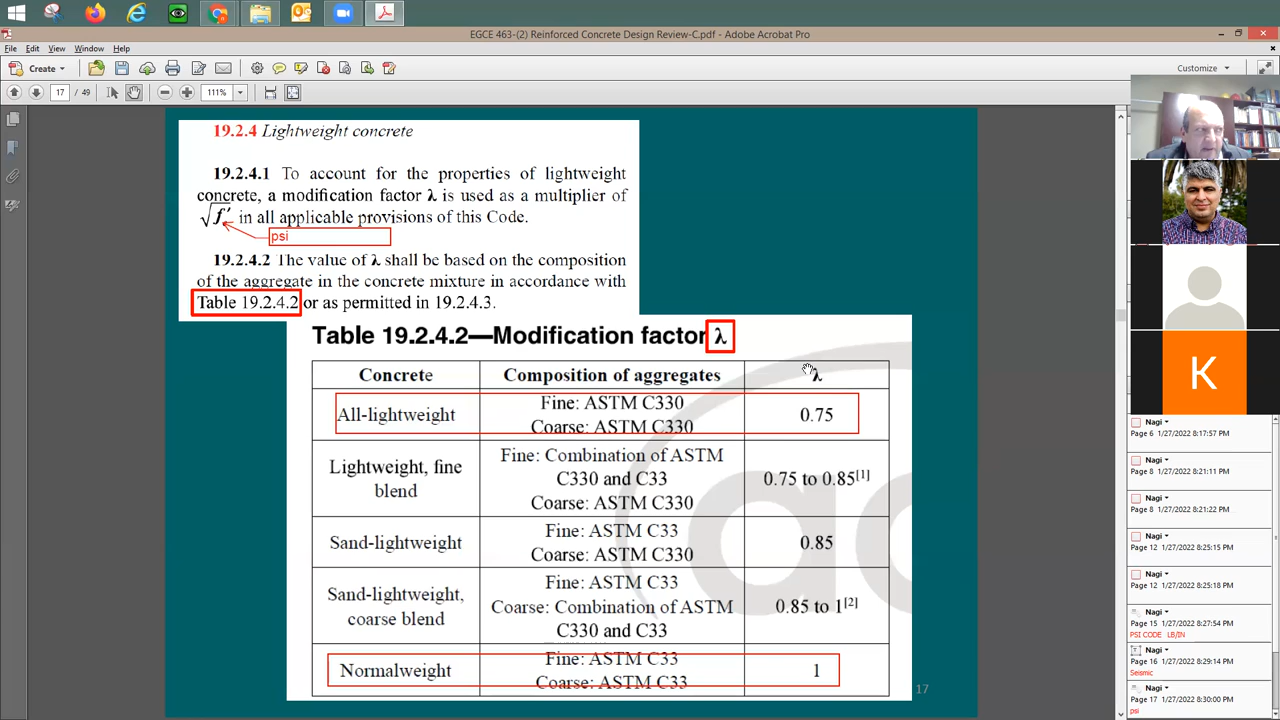 EGCE 463-(2) Reinforced Concrete Design Review-C.pdf - Adobe Acrobat Pro
File Edit View Window Help
Create
Customize
17 / 49
111%
19.2.4 Lightweight concrete
19.2.4.1 To account for the properties of lightweight
concrete, a modification factor λ is used as a multiplier of
√f′ in all applicable provisions of this Code.
psi
19.2.4.2 The value of λ shall be based on the composition
of the aggregate in the concrete mixture in accordance with
Table 19.2.4.2 or as permitted in 19.2.4.3.
Table 19.2.4.2—Modification factor λ
Concrete Composition of aggregates λ
All-lightweight Fine: ASTM C330 0.75
Coarse: ASTM C330
Lightweight, fine blend Fine: Combination of ASTM C330 and C33 0.75 to 0.85[1]
Coarse: ASTM C330
Sand-lightweight Fine: ASTM C33 0.85
Coarse: ASTM C330
Sand-lightweight, coarse blend Fine: ASTM C33 0.85 to 1[2]
Coarse: Combination of ASTM C330 and C33
Normalweight Fine: ASTM C33 1
Coarse: ASTM C33
17
K
Nagi
Page 6 1/27/2022 8:17:57 PM
Nagi
Page 8 1/27/2022 8:21:11 PM
Nagi
Page 8 1/27/2022 8:21:22 PM
Nagi
Page 12 1/27/2022 8:25:15 PM
Nagi
Page 12 1/27/2022 8:25:18 PM
Nagi
Page 15 1/27/2022 8:27:54 PM
PSI CODE LB/IN
Nagi
Page 16 1/27/2022 8:29:14 PM
Seismic
Nagi
Page 17 1/27/2022 8:30:00 PM
psi